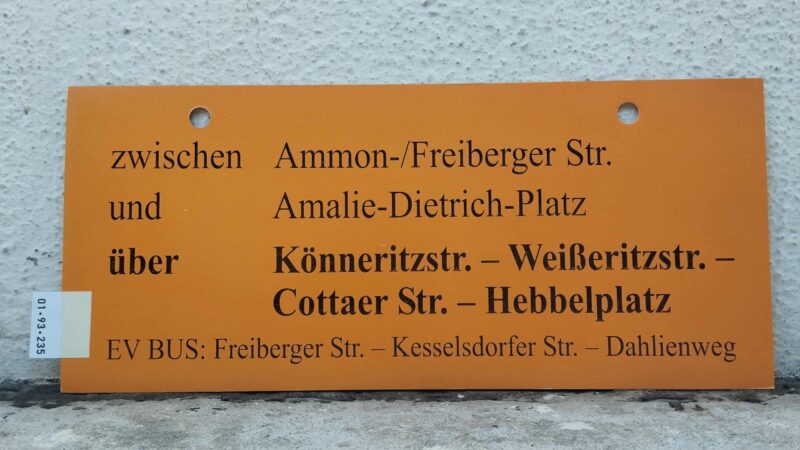 zwischen Ammon-/Freiberger Str.
und Amalie-Dietrich-Platz
über Könneritzstr. – Weißeritzstr. –
Cottaer Str. – Hebbelplatz
EV BUS: Freiberger Str. – Kesselsdorfer Str. – Dahlienweg
01·93·235